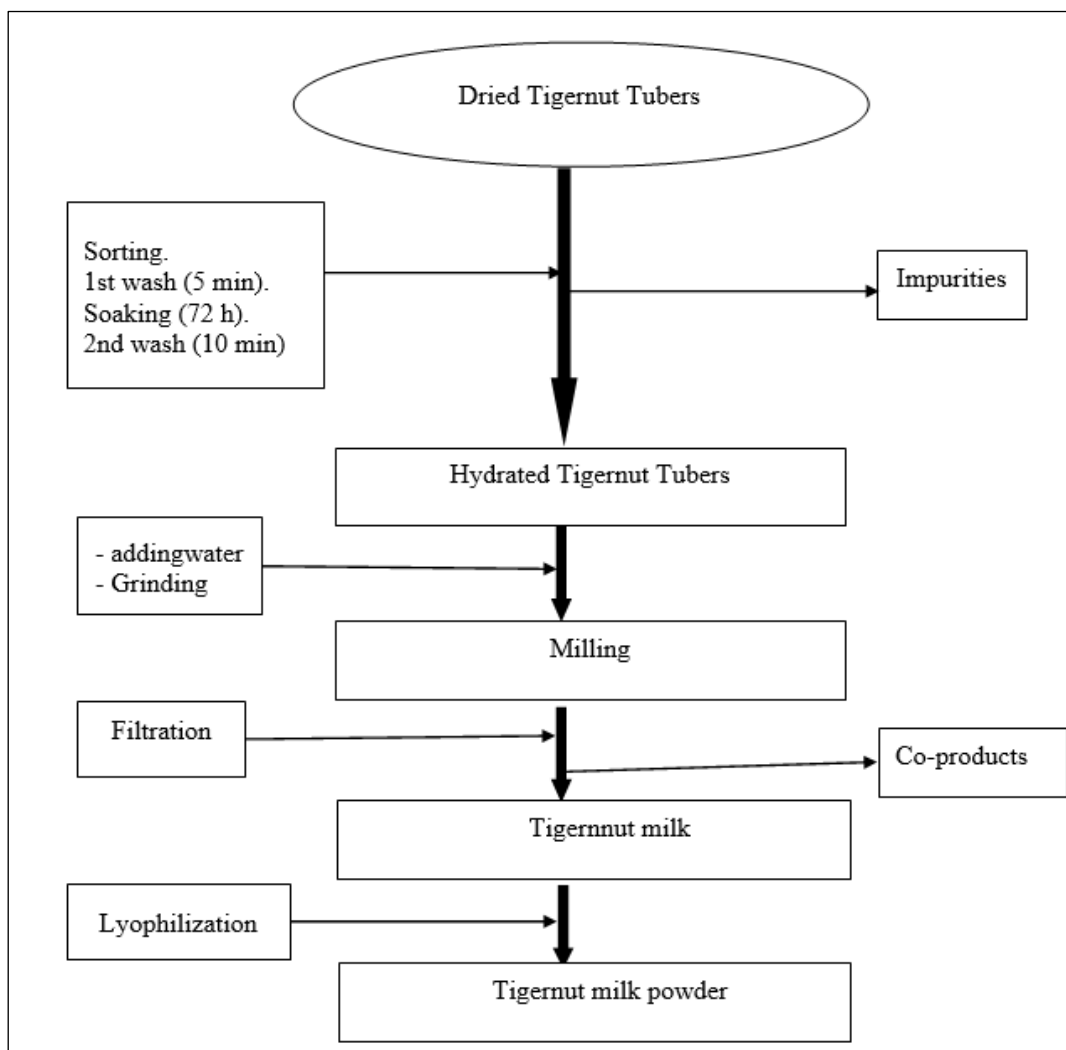 Dried Tigernut Tubers
Sorting.
1st wash (5 min).
Soaking (72 h).
2nd wash (10 min)
Impurities
Hydrated Tigernut Tubers
- addingwater
- Grinding
Milling
Filtration
Co-products
Tigernnut milk
Lyophilization
Tigernut milk powder